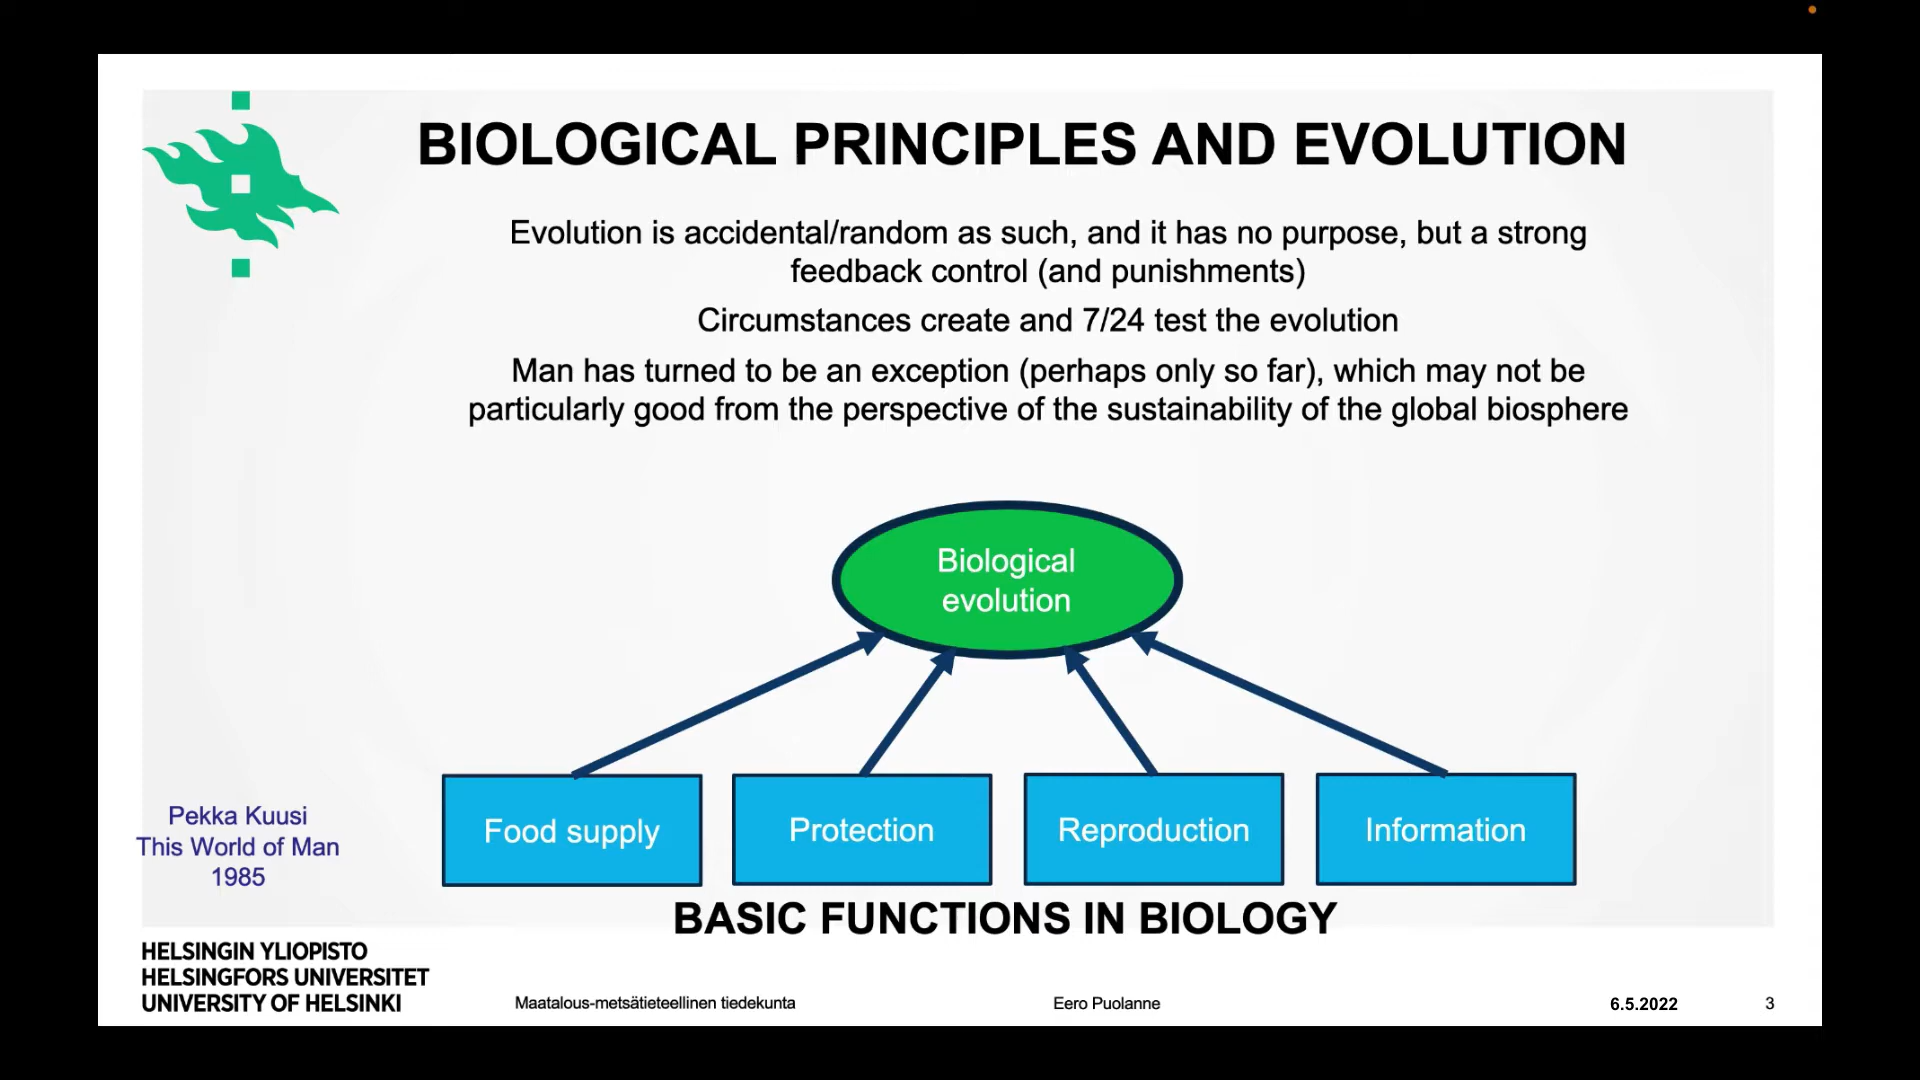 BIOLOGICAL PRINCIPLES AND EVOLUTION
Evolution is accidental/random as such, and it has no purpose, but a strong
feedback control (and punishments)
Circumstances create and 7/24 test the evolution
Man has turned to be an exception (perhaps only so far), which may not be
particularly good from the perspective of the sustainability of the global biosphere
Biological
evolution
Food supply
Protection
Reproduction
Information
BASIC FUNCTIONS IN BIOLOGY
Pekka Kuusi
This World of Man
1985
HELSINGIN YLIOPISTO
HELSINGFORS UNIVERSITET
UNIVERSITY OF HELSINKI
Maatalous-metsätieteellinen tiedekunta
Eero Puolanne
6.5.2022
3